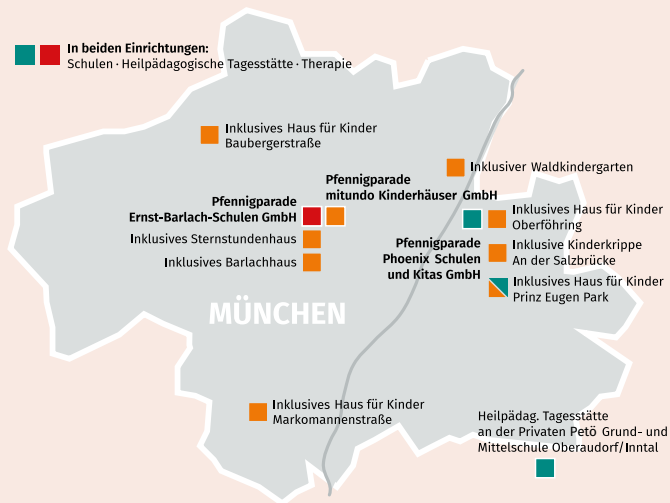 In beiden Einrichtungen:
Schulen · Heilpädagogische Tagesstätte · Therapie
Inklusives Haus für Kinder
Baubergerstraße
Inklusiver Waldkindergarten
Pfennigparade
mitundo Kinderhäuser GmbH
Pfennigparade
Ernst-Barlach-Schulen GmbH
Inklusives Sternstundenhaus
Inklusives Barlachhaus
Inklusives Haus für Kinder
Oberföhring
Pfennigparade
Phoenix Schulen
und Kitas GmbH
Inklusive Kinderkrippe
An der Salzbrücke
Inklusives Haus für Kinder
Prinz Eugen Park
MÜNCHEN
Inklusives Haus für Kinder
Markomannenstraße
Heilpädag. Tagesstätte
an der Privaten Petö Grund- und
Mittelschule Oberaudorf/Inntal